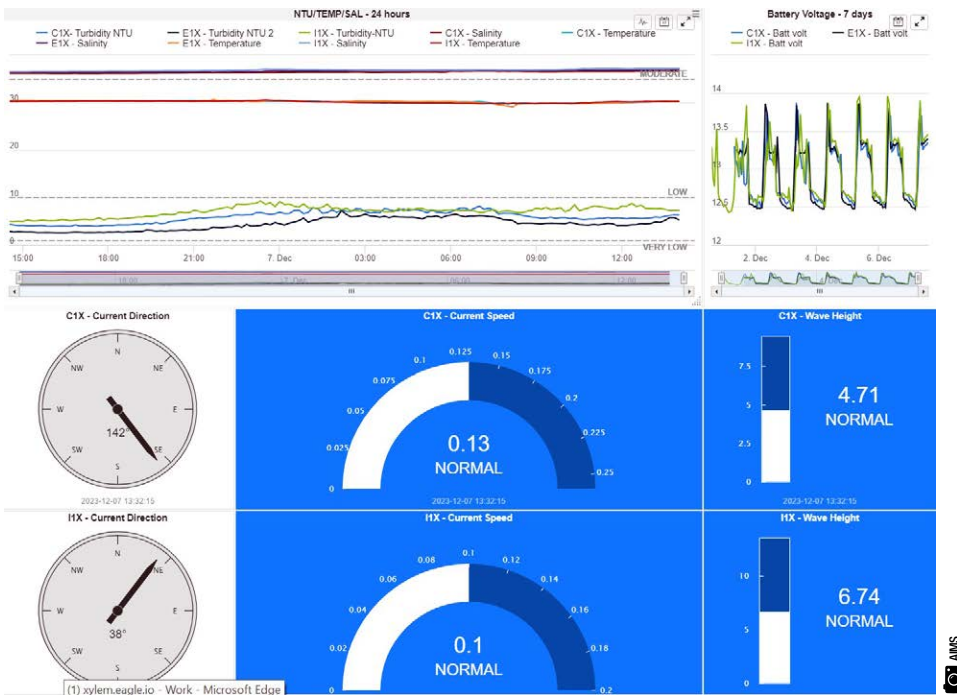 NTU/TEMP/SAL - 24 hours
C1X- Turbidity NTU
E1X - Turbidity NTU 2
I1X - Turbidity-NTU
C1X - Salinity
C1X - Temperature
E1X - Salinity
E1X - Temperature
I1X - Salinity
I1X - Temperature
MODERATE
30
20
10
LOW
0
VERY LOW
15:00 18:00 21:00 7. Dec 03:00 06:00 09:00 12:00
18:00 7. Dec 06:00 12:00
Battery Voltage - 7 days
C1X - Batt volt
E1X - Batt volt
I1X - Batt volt
14
13.5
13
12.5
12
2. Dec 4. Dec 6. Dec
C1X - Current Direction
N
NW NE
W E
142°
SW SE
S
2023-12-07 13:32:15
C1X - Current Speed
0.125
0.1 0.15
0.075 0.175
0.05 0.2
0.025 0.225
0 0.25
0.13
NORMAL
2023-12-07 13:32:15
C1X - Wave Height
7.5
5
2.5
0
4.71
NORMAL
2023-12-07 13:32:15
I1X - Current Direction
N
NW NE
W E
38°
SW SE
S
I1X - Current Speed
0.1
0.08 0.12
0.06 0.14
0.04 0.16
0.02 0.18
0 0.2
0.1
NORMAL
I1X - Wave Height
10
5
0
6.74
NORMAL
(1) xylem.eagle.io - Work - Microsoft Edge
AIMS